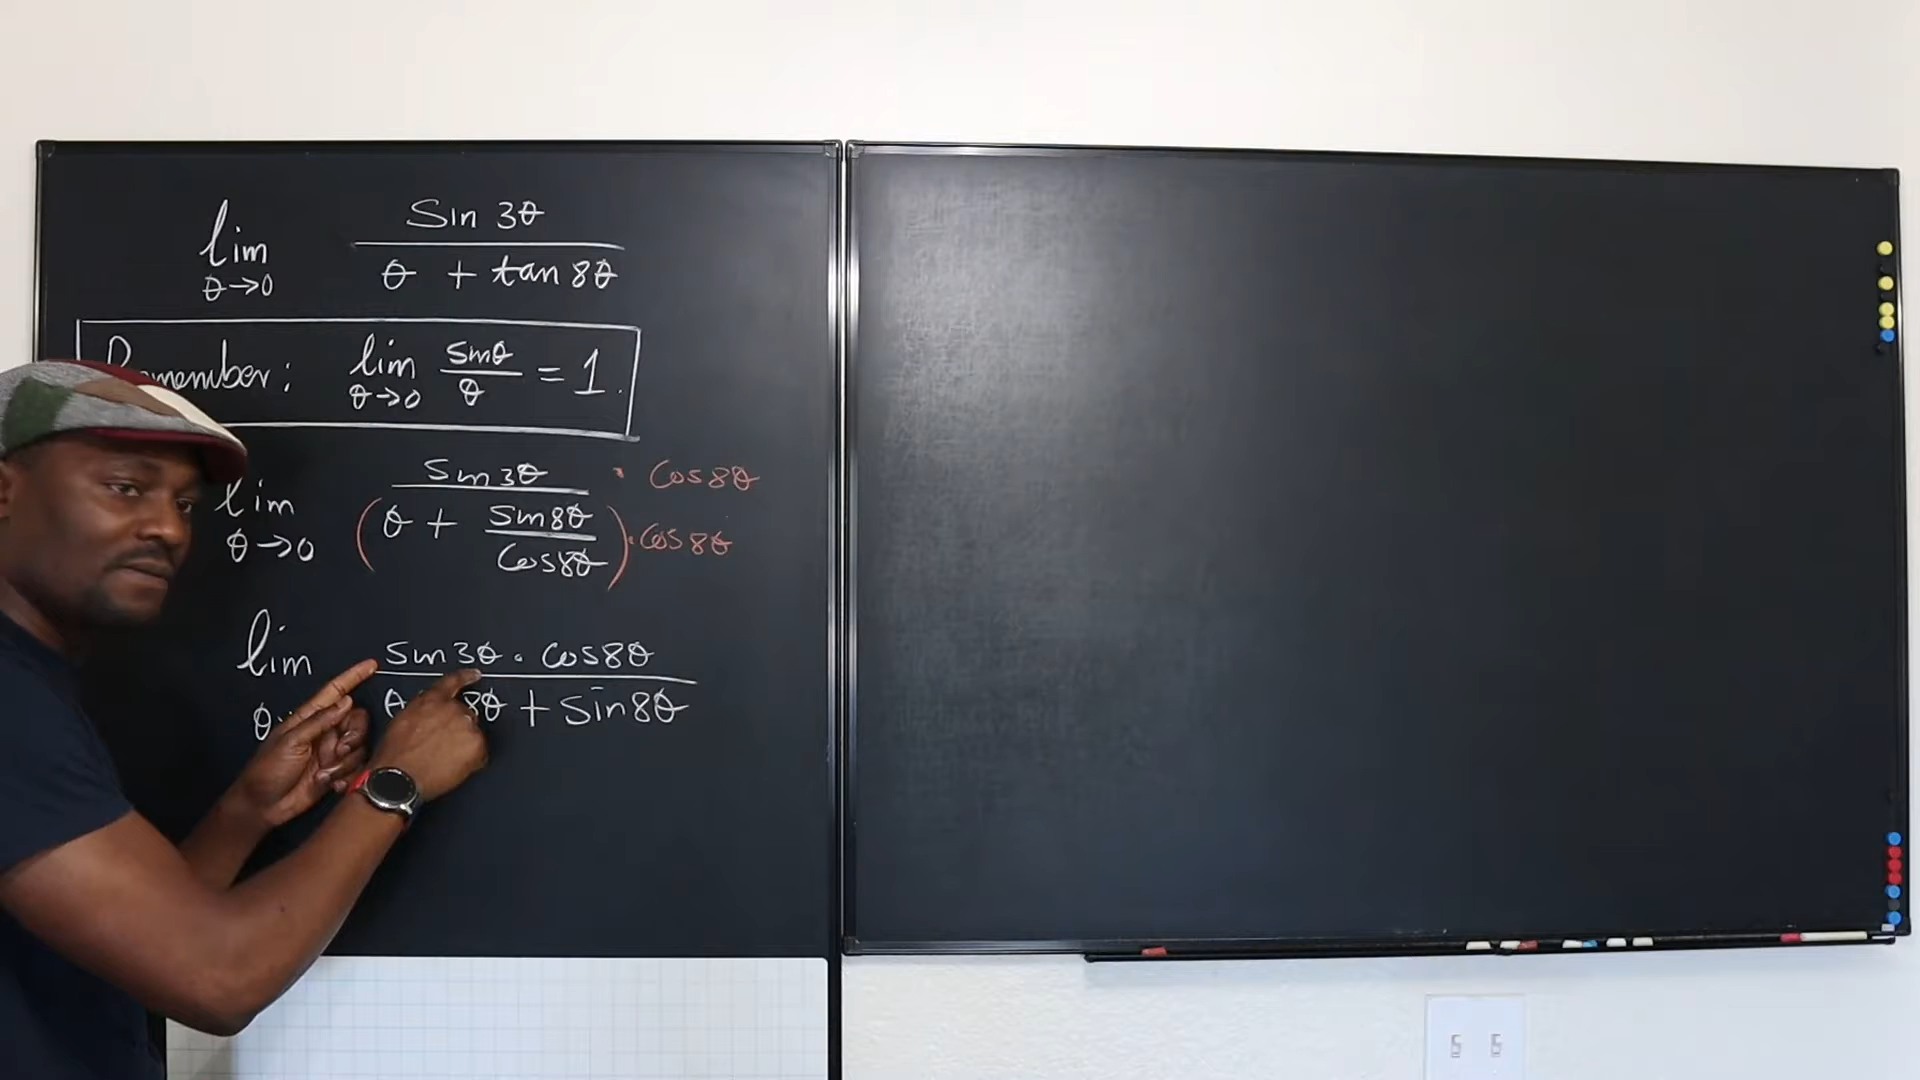 lim Sin 3θ
θ→0 θ + tan 8θ
Remember: lim sinθ = 1.
θ→0 θ
lim sin3θ · cos8θ
θ→0 (θ + sin8θ) · cos8θ
cos8θ
lim sin3θ · cos8θ
θ 8θ + sin8θ